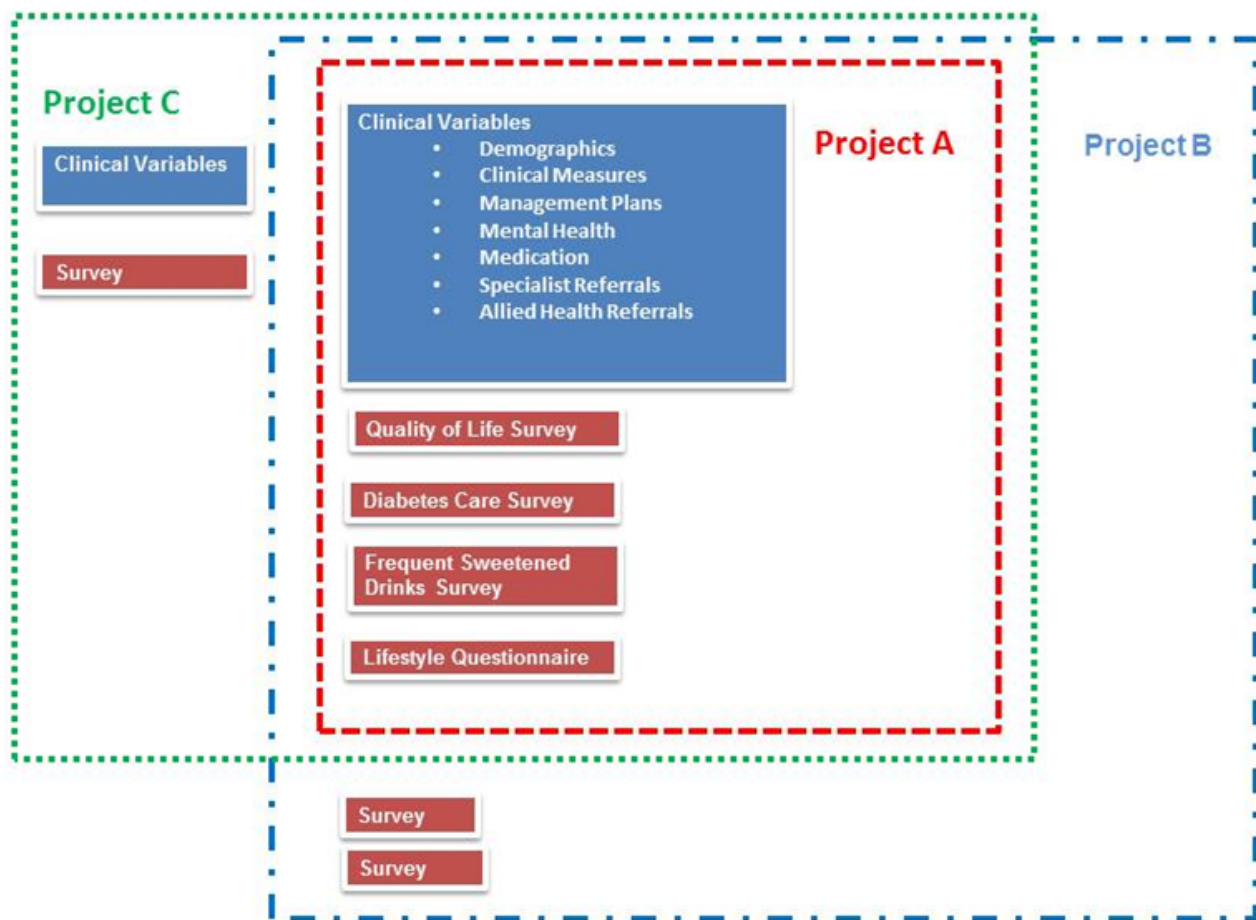 Project C
Clinical Variables
Survey
Clinical Variables
• Demographics
• Clinical Measures
• Management Plans
• Mental Health
• Medication
• Specialist Referrals
• Allied Health Referrals
Project A
Project B
Quality of Life Survey
Diabetes Care Survey
Frequent Sweetened
Drinks Survey
Lifestyle Questionnaire
Survey
Survey